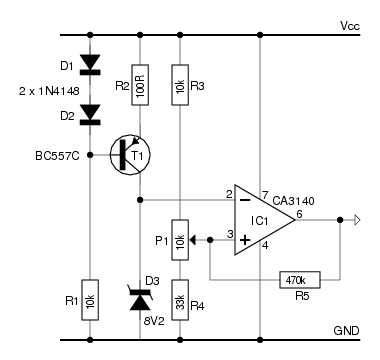 Vcc
D1
2 x 1N4148
D2
R2
100R
10k
R3
BC557C
T1
2
7
CA3140
IC1
6
3
4
P1
10k
D3
8V2
R1
10k
33k
R4
470k
R5
GND